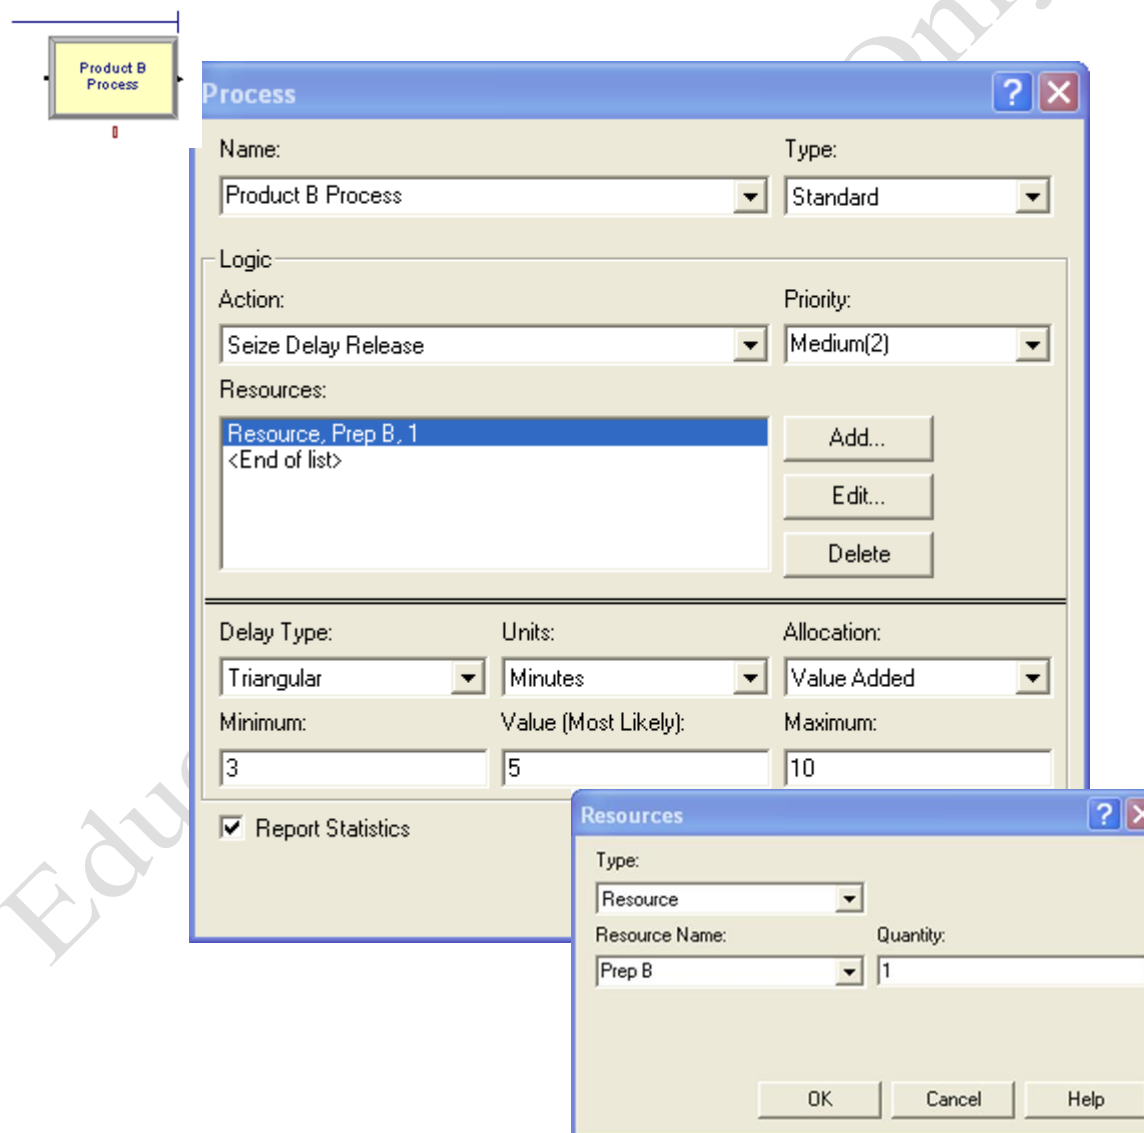 Product B
Process
Process
Name:
Type:
Product B Process
Standard
Logic
Action:
Priority:
Seize Delay Release
Medium(2)
Resources:
Resource, Prep B, 1
<End of list>
Add...
Edit...
Delete
Delay Type:
Units:
Allocation:
Triangular
Minutes
Value Added
Minimum:
Value (Most Likely):
Maximum:
3
5
10
Report Statistics
Resources
Type:
Resource
Resource Name:
Quantity:
Prep B
1
OK
Cancel
Help